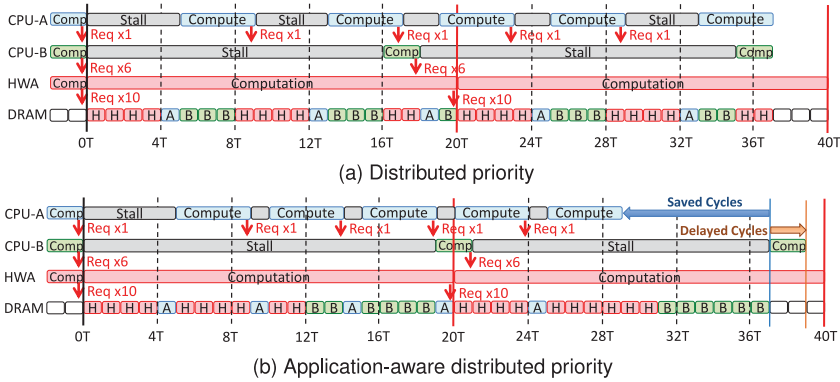 CPU-A Comp Stall Compute Stall Compute Compute Compute Stall Compute
Req x1 Req x1 Req x1 Req x1 Req x1
CPU-B Comp Stall Comp Stall Comp
Req x6 Req x6
HWA Comp Computation Computation
Req x10 Req x10
DRAM H H H H A B B B H H H H A B B B H H A B H H H H A B B B H H H H A B B H H
0T 4T 8T 12T 16T 20T 24T 28T 32T 36T 40T
(a) Distributed priority
CPU-A Comp Stall Compute Compute Compute Compute Compute Saved Cycles
Req x1 Req x1 Req x1 Req x1 Req x1 Delayed Cycles
CPU-B Comp Stall Comp Stall Comp
Req x6 Req x6
HWA Comp Computation Computation
Req x10 Req x10
DRAM H H H H A H H H H A H H B B A B B B B A H H H H A H H H H H H B B B B B B
0T 4T 8T 12T 16T 20T 24T 28T 32T 36T 40T
(b) Application-aware distributed priority